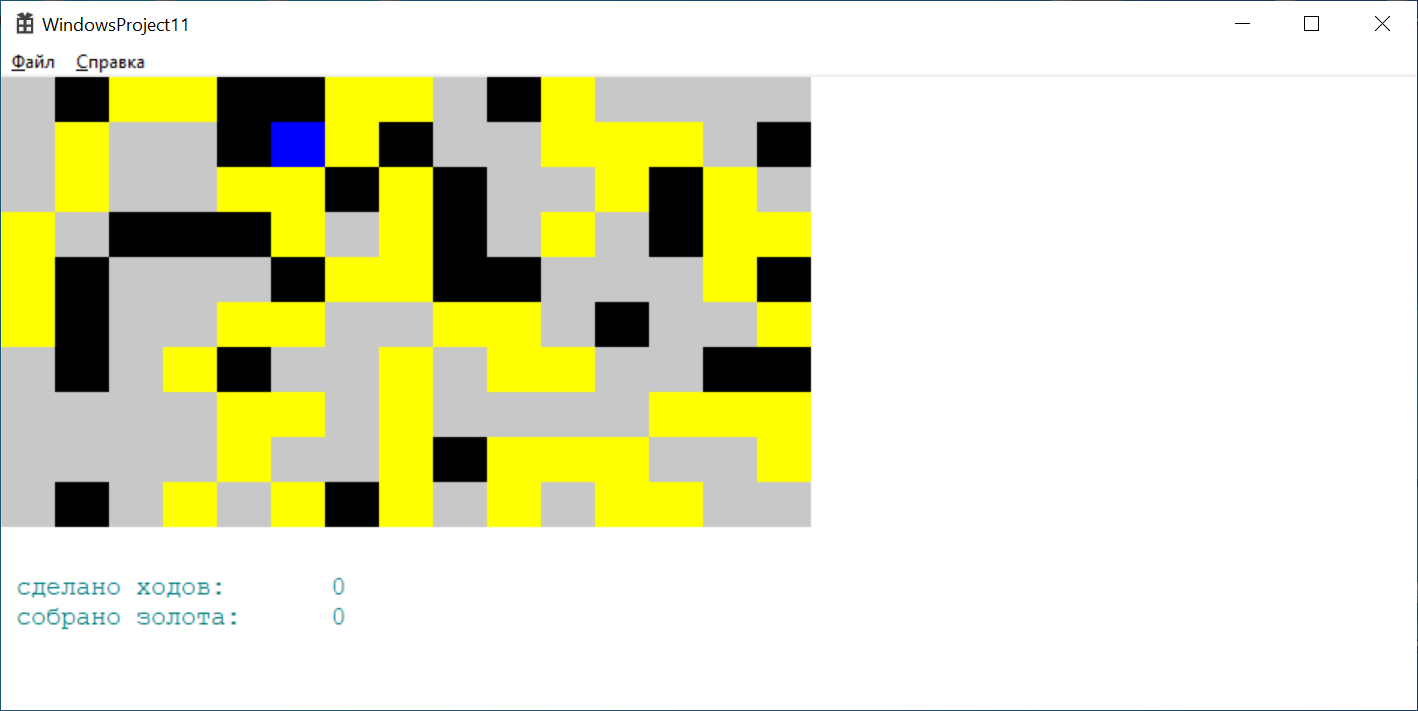 WindowsProject11
Файл Справка
сделано ходов: 0
собрано золота: 0